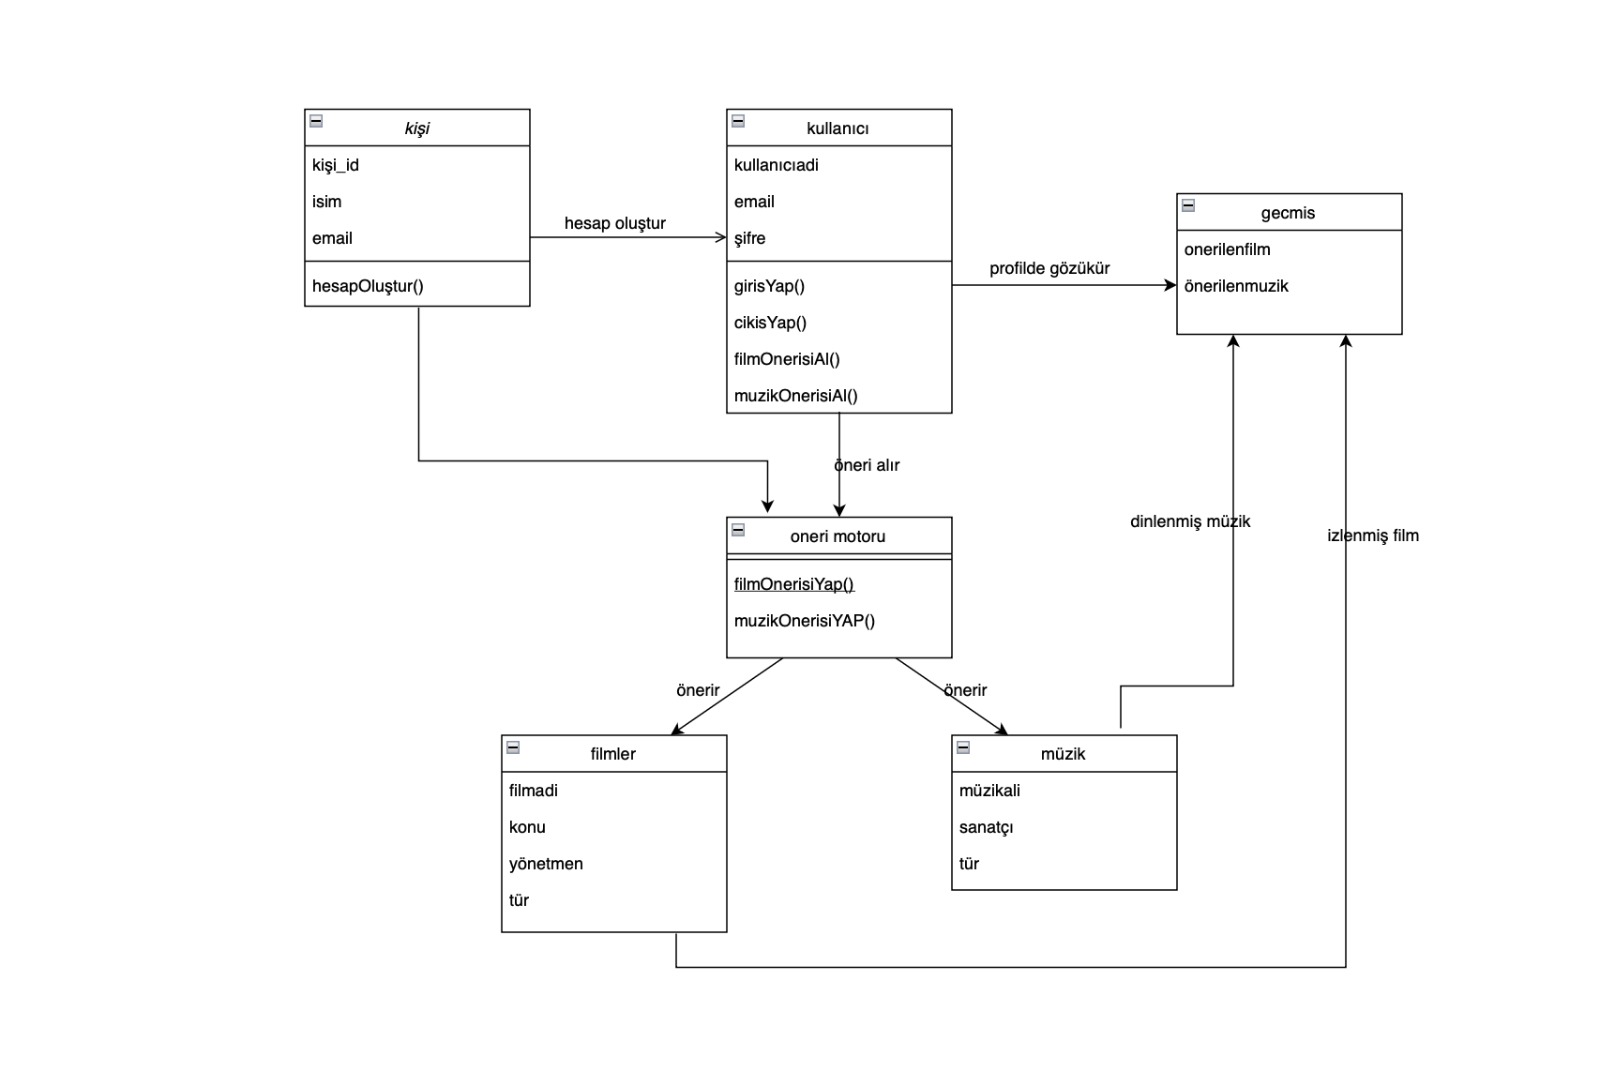 kişi
kişi_id
isim
email
hesapOluştur()
hesap oluştur
kullanıcı
kullanıcıadi
email
şifre
girisYap()
cikisYap()
filmOnerisiAl()
muzikOnerisiAl()
profilde gözükür
gecmis
onerilenfilm
önerilenmuzik
öneri alır
oneri motoru
filmOnerisiYap()
muzikOnerisiYAP()
dinlenmiş müzik
izlenmiş film
önerir
önerir
filmler
filmadi
konu
yönetmen
tür
müzik
müzikali
sanatçı
tür